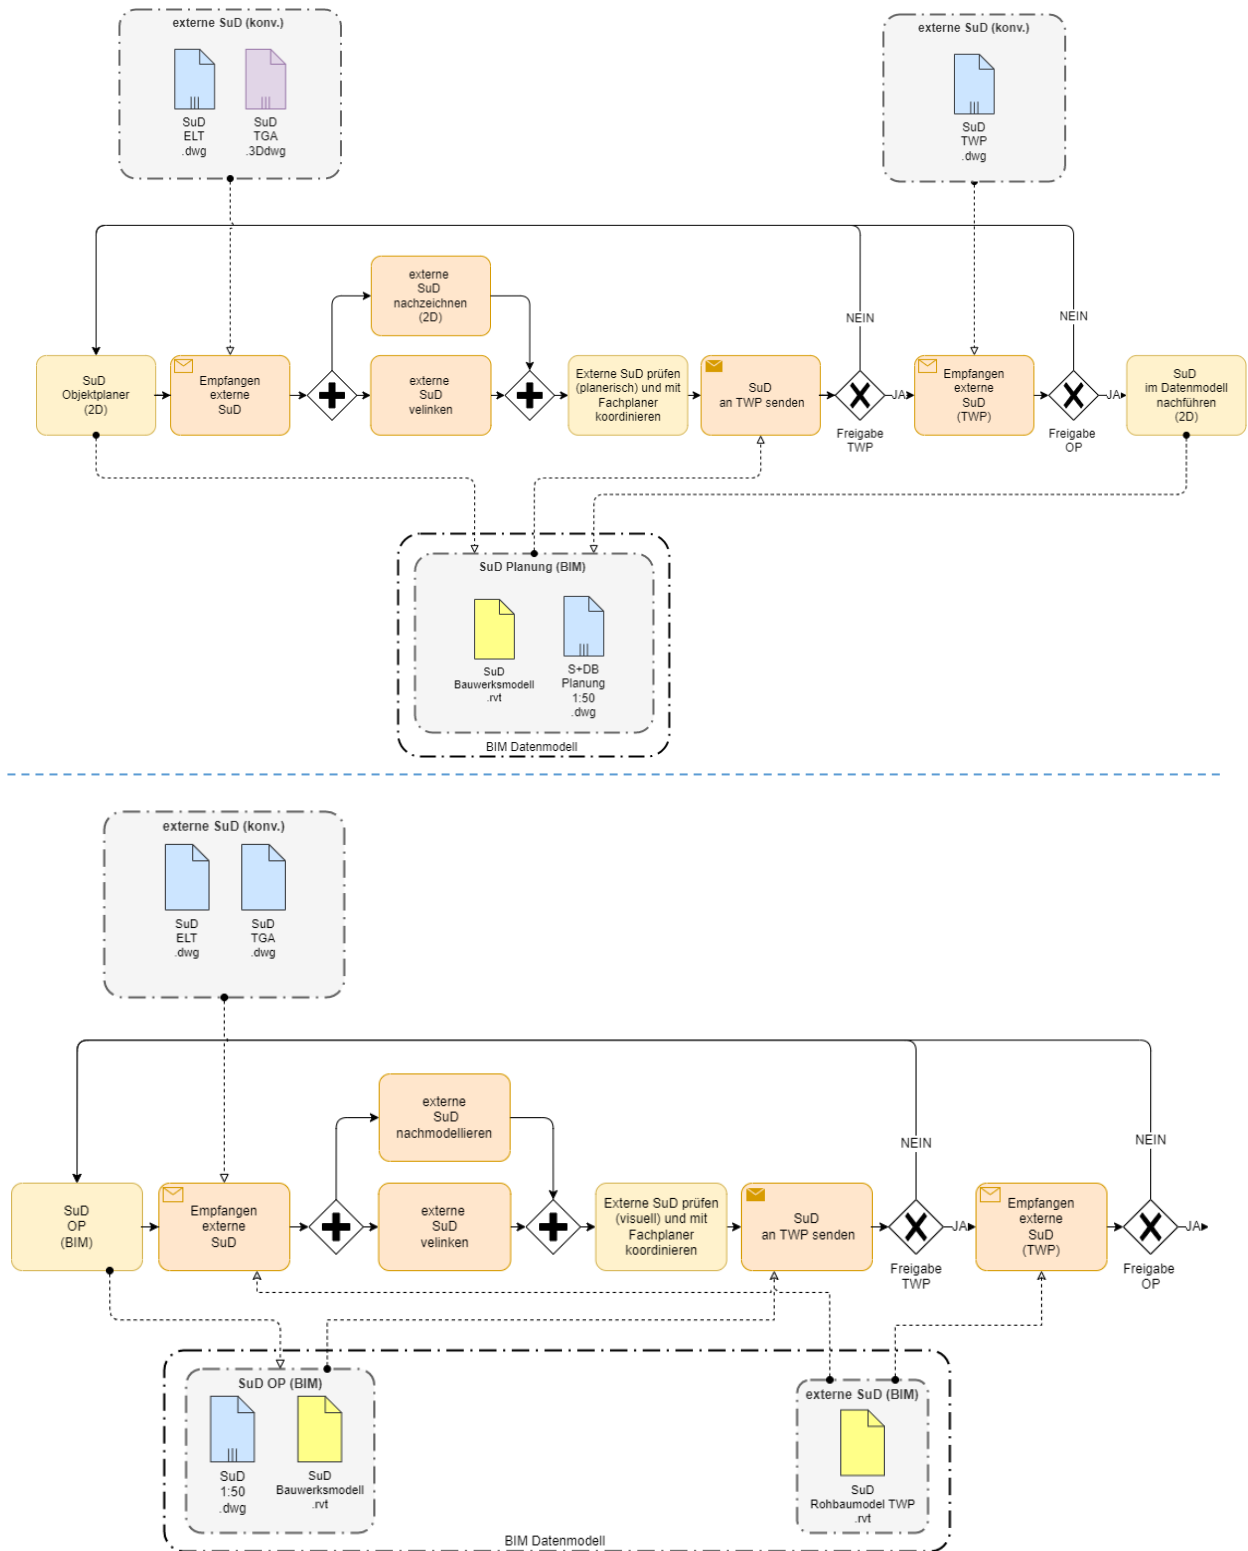 externe SuD (konv.)
SuD
ELT
.dwg
SuD
TGA
.3Ddwg
externe SuD (konv.)
SuD
TWP
.dwg
externe
SuD
nachzeichnen
(2D)
NEIN
NEIN
SuD
Objektplaner
(2D)
Empfangen
externe
SuD
externe
SuD
velinken
Externe SuD prüfen
(planerisch) und mit
Fachplaner
koordinieren
SuD
an TWP senden
JA
Freigabe
TWP
Empfangen
externe
SuD
(TWP)
JA
Freigabe
OP
SuD
im Datenmodell
nachführen
(2D)
SuD Planung (BIM)
SuD
Bauwerksmodell
.rvt
S+DB
Planung
1:50
.dwg
BIM Datenmodell
externe SuD (konv.)
SuD
ELT
.dwg
SuD
TGA
.dwg
externe
SuD
nachmodellieren
NEIN
NEIN
SuD
OP
(BIM)
Empfangen
externe
SuD
externe
SuD
velinken
Externe SuD prüfen
(visuell) und mit
Fachplaner
koordinieren
SuD
an TWP senden
JA
Freigabe
TWP
Empfangen
externe
SuD
(TWP)
JA
Freigabe
OP
SuD OP (BIM)
SuD
1:50
.dwg
SuD
Bauwerksmodell
.rvt
externe SuD (BIM)
SuD
Rohbaumodel TWP
.rvt
BIM Datenmodell